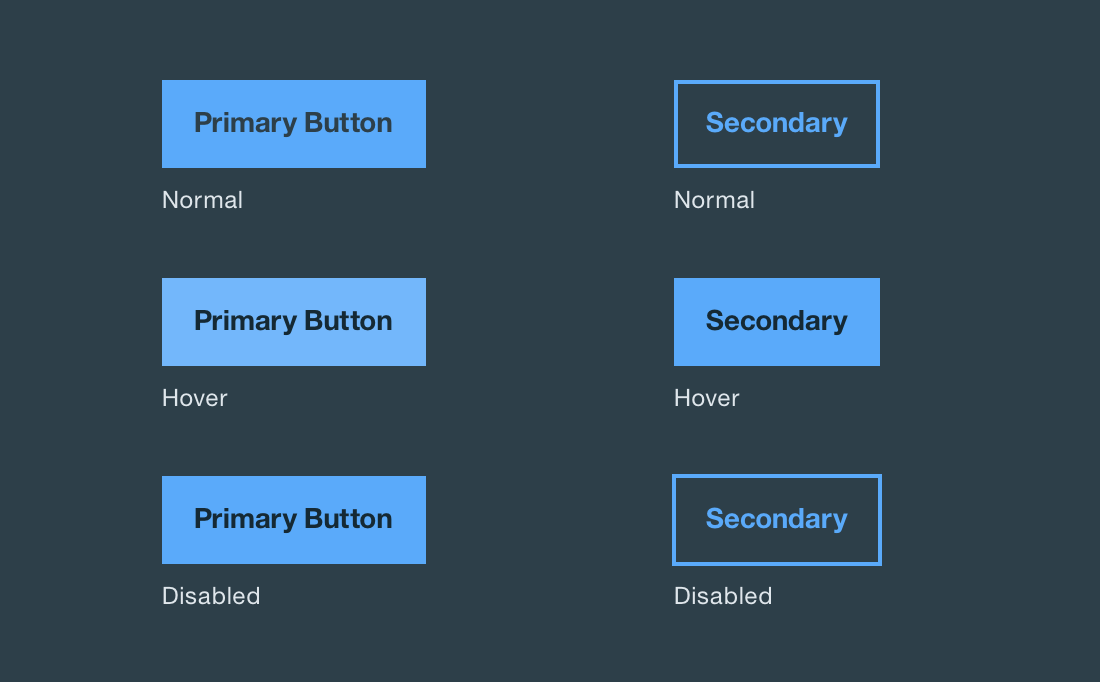 Primary Button
Secondary
Normal
Normal
Primary Button
Secondary
Hover
Hover
Primary Button
Secondary
Disabled
Disabled